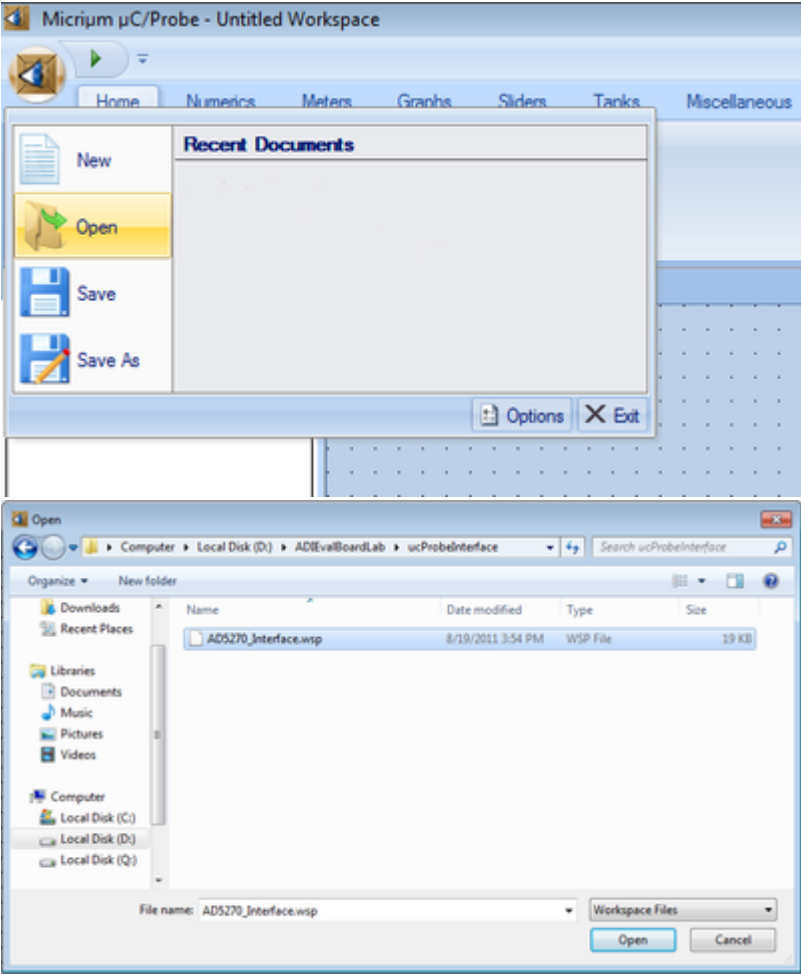 Micriµm µC/Probe - Untitled Workspace
Home Numerics Meters Graphs Sliders Tanks Miscellaneous
Recent Documents
New
Open
Save
Save As
Options Exit
Open
Computer Local Disk (D:) ADIEvalBoardLab ucProbeInterface Search ucProbeInterface
Organize New folder
Downloads
Recent Places
Libraries
Documents
Music
Pictures
Videos
Computer
Local Disk (C:)
Local Disk (D:)
Local Disk (Q:)
Name Date modified Type Size
AD5270_Interface.wsp 8/19/2011 3:54 PM WSP File 19 KB
File name: AD5270_Interface.wsp Workspace Files
Open Cancel